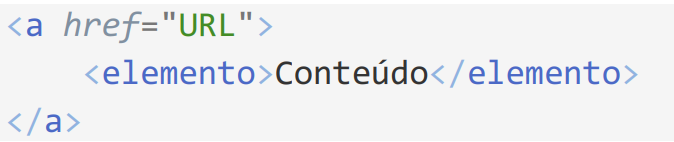 <a href="URL">
    <elemento>Conteúdo</elemento>
</a>